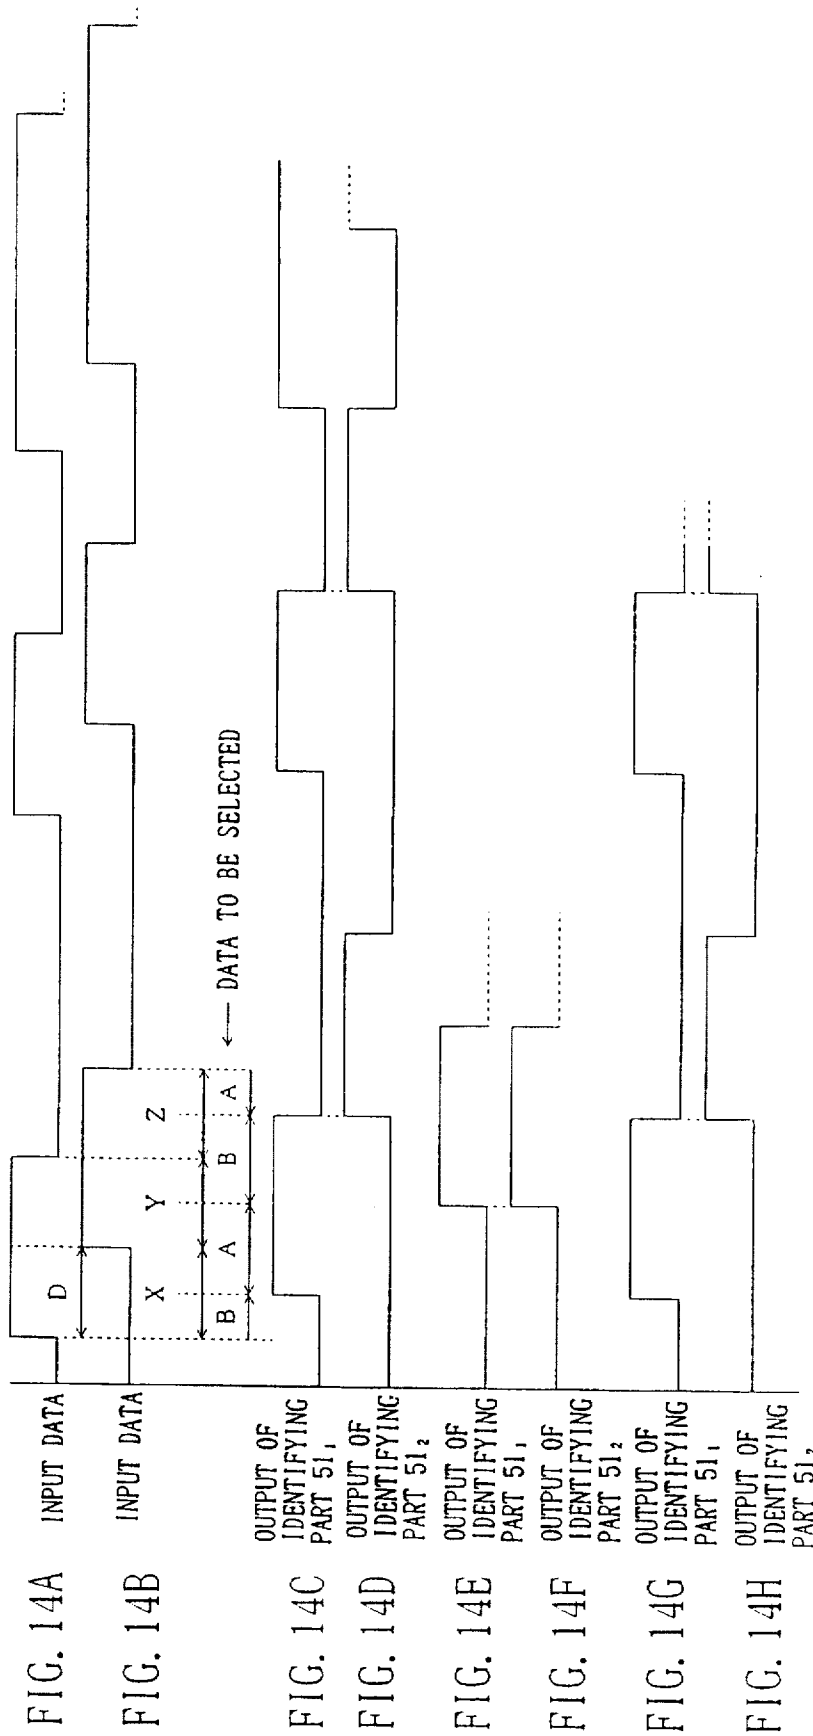 FIG. 14A
INPUT DATA
D
FIG. 14B
INPUT DATA
X
Y
Z
B
A
B
A
← DATA TO BE SELECTED
FIG. 14C
OUTPUT OF
IDENTIFYING
PART 51₁
FIG. 14D
OUTPUT OF
IDENTIFYING
PART 51₂
FIG. 14E
OUTPUT OF
IDENTIFYING
PART 51₁
FIG. 14F
OUTPUT OF
IDENTIFYING
PART 51₂
FIG. 14G
OUTPUT OF
IDENTIFYING
PART 51₁
FIG. 14H
OUTPUT OF
IDENTIFYING
PART 51₂